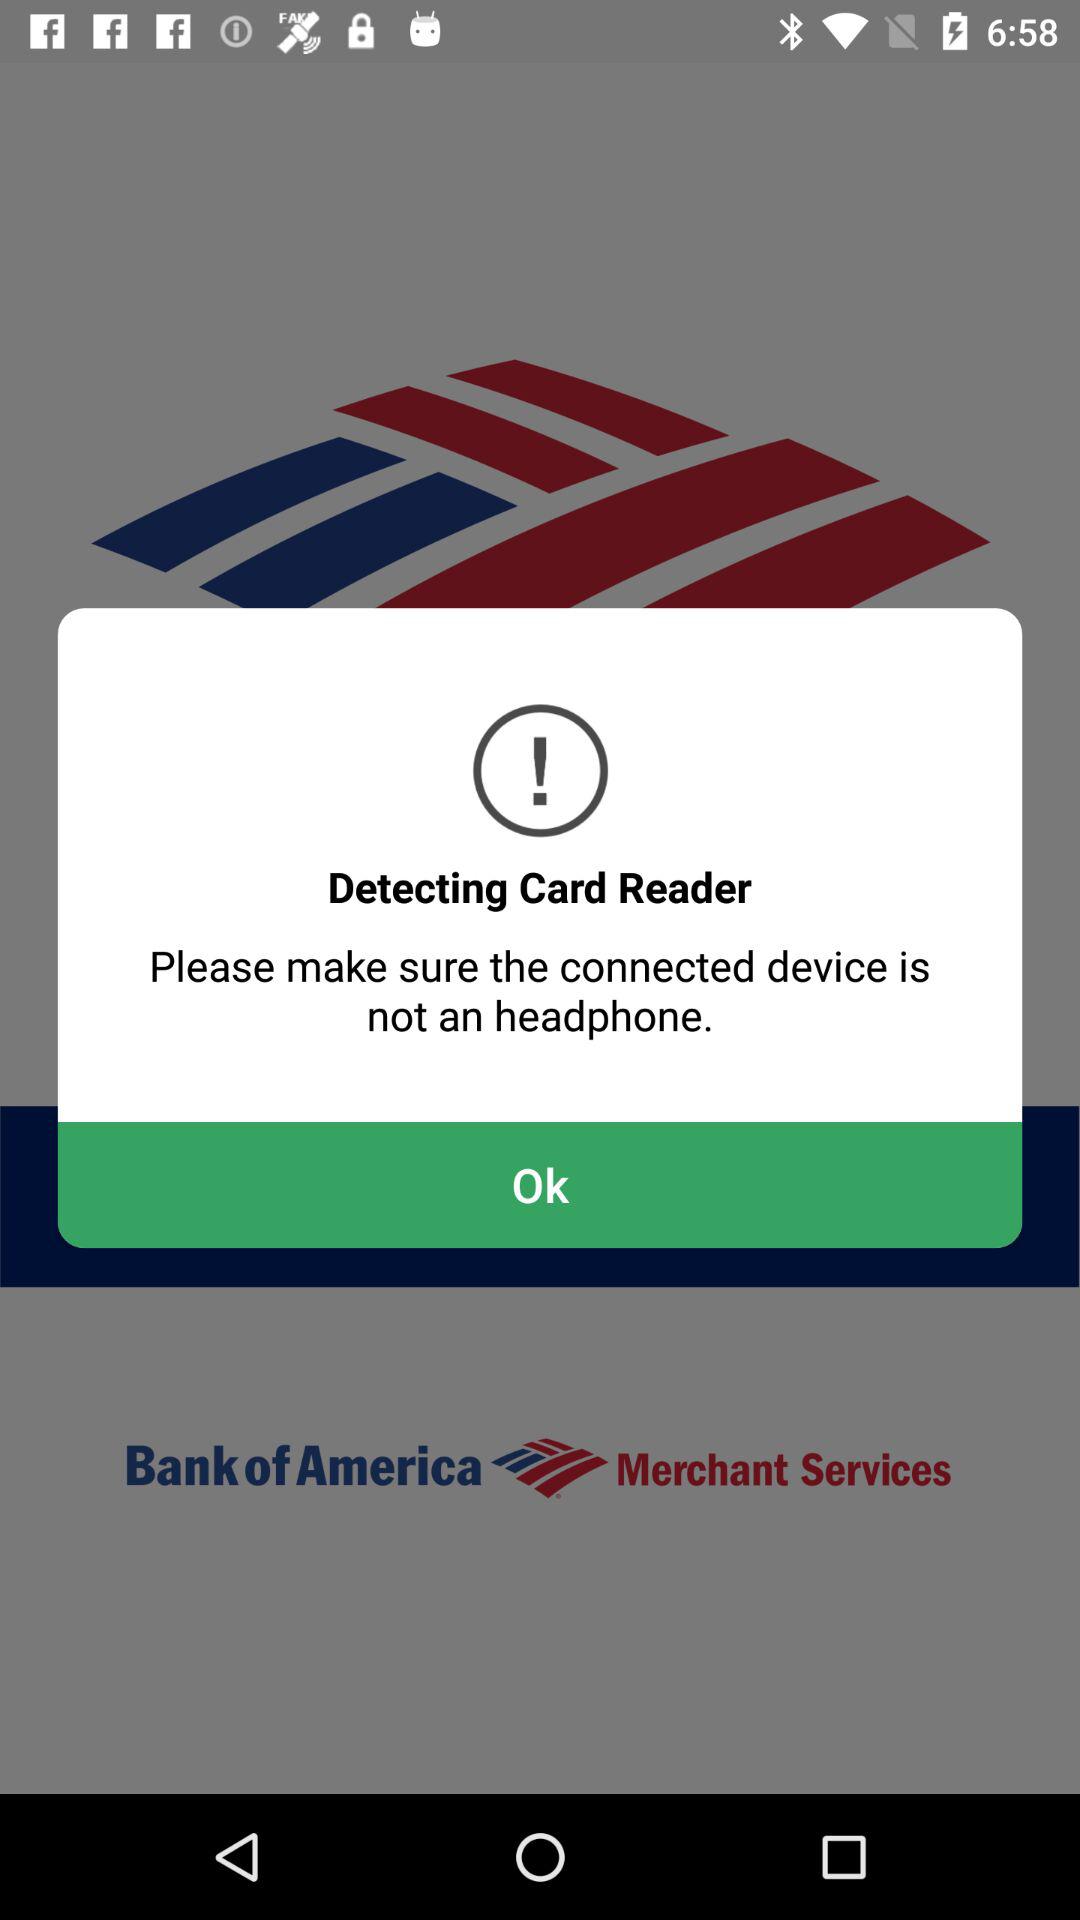 FAKE
6:58
Detecting Card Reader
Please make sure the connected device is
not an headphone.
Ok
Bank of America Merchant Services